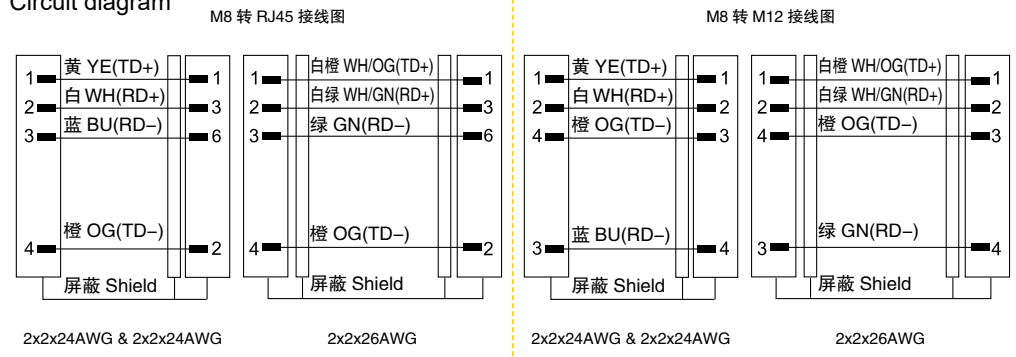 Circuit diagram
M8 转 RJ45 接线图
1 黄 YE(TD+) 1
2 白 WH(RD+) 3
3 蓝 BU(RD–) 6
4 橙 OG(TD–) 2
屏蔽 Shield
2x2x24AWG & 2x2x24AWG
1 白橙 WH/OG(TD+) 1
2 白绿 WH/GN(RD+) 3
3 绿 GN(RD–) 6
4 橙 OG(TD–) 2
屏蔽 Shield
2x2x26AWG
M8 转 M12 接线图
1 黄 YE(TD+) 1
2 白 WH(RD+) 2
4 橙 OG(TD–) 3
3 蓝 BU(RD–) 4
屏蔽 Shield
2x2x24AWG & 2x2x24AWG
1 白橙 WH/OG(TD+) 1
2 白绿 WH/GN(RD+) 2
4 橙 OG(TD–) 3
3 绿 GN(RD–) 4
屏蔽 Shield
2x2x26AWG